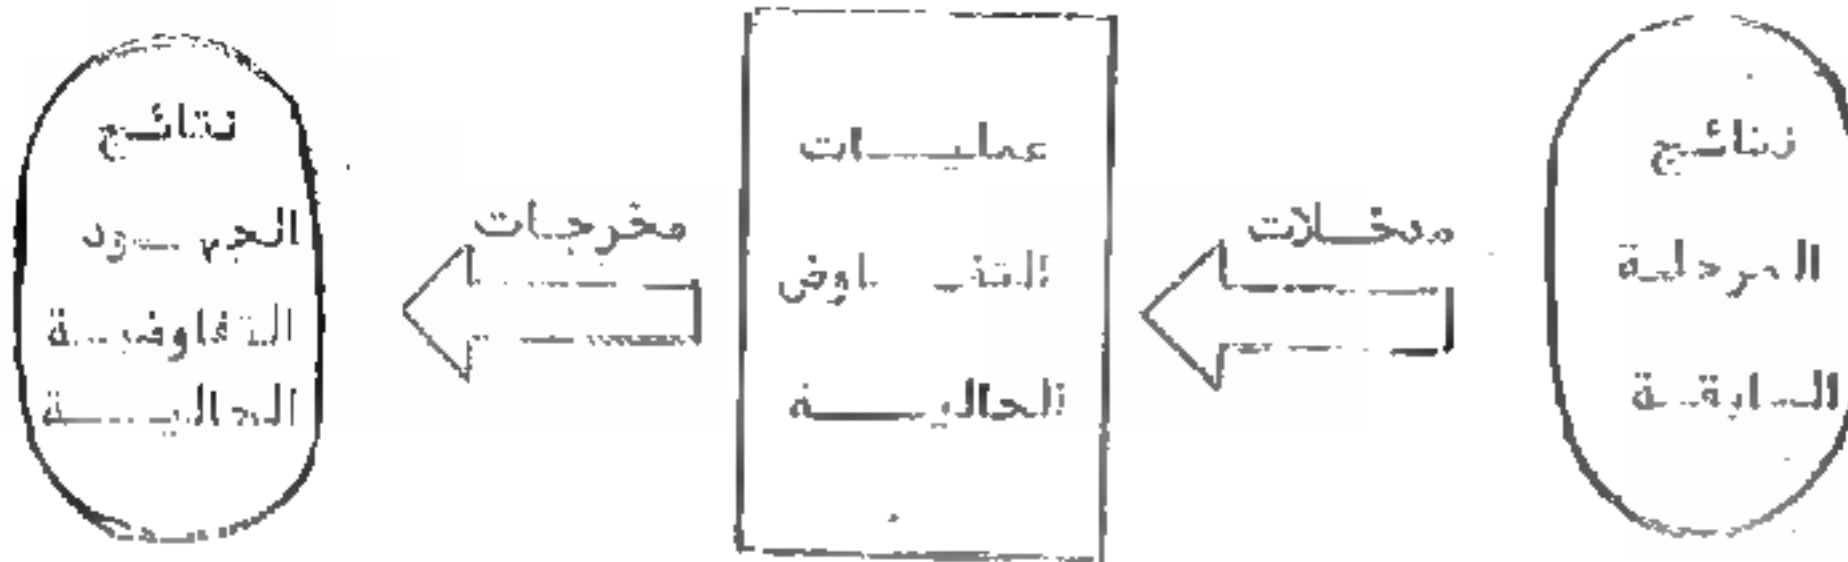 نتائج
المرحلة
السابقة
مدخلات
عمليات
التفاوض
الحالية
مخرجات
نتائج
الجهود
التفاوضية
الحالية